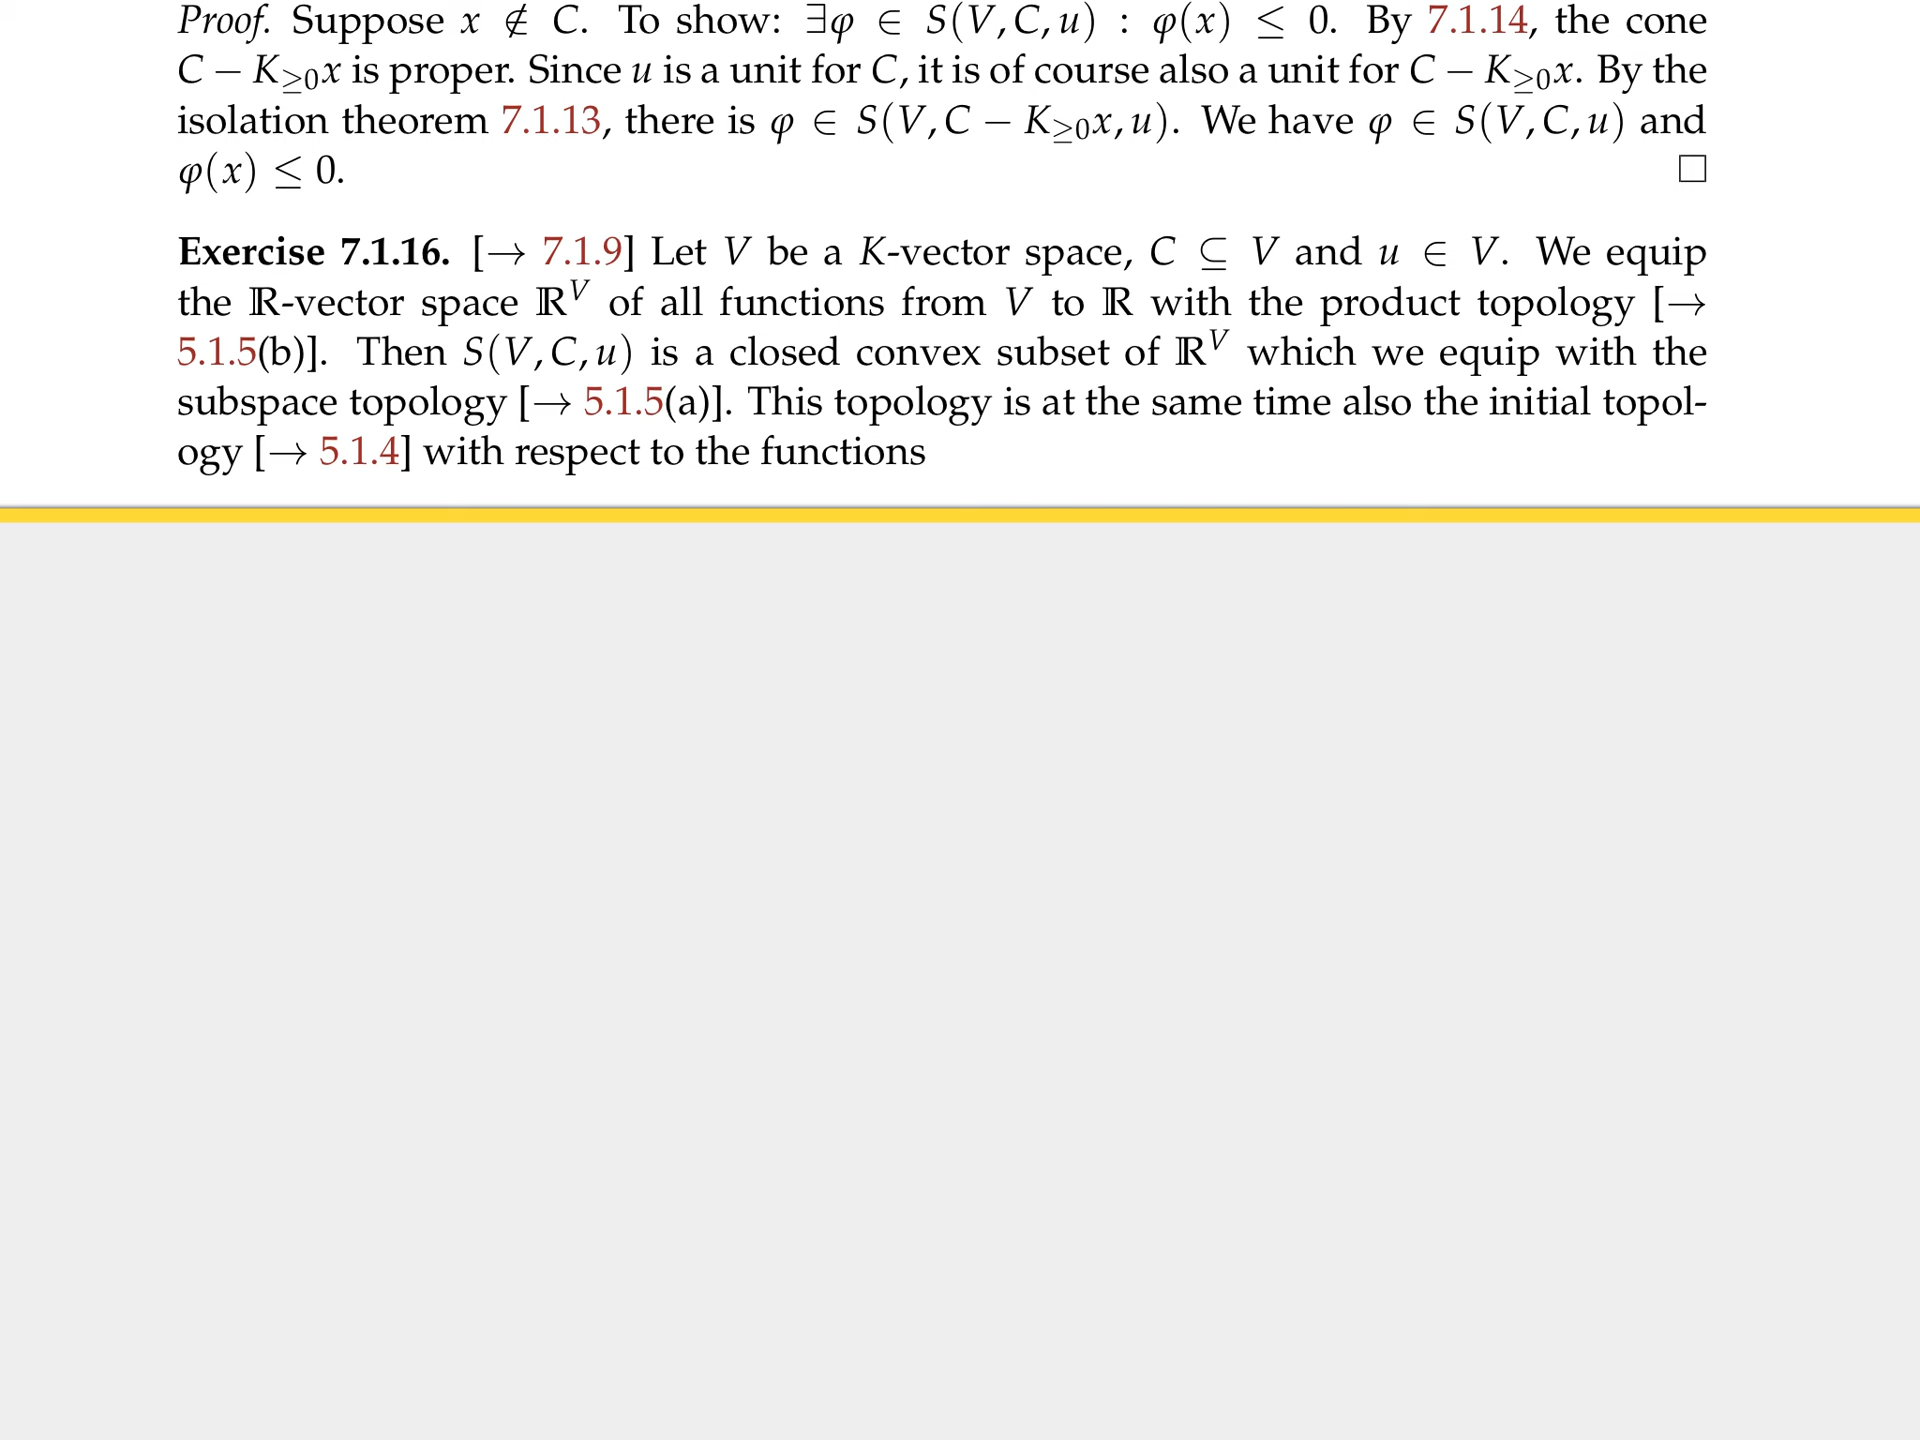 Proof. Suppose x ∉ C. To show: ∃φ ∈ S(V, C, u) : φ(x) ≤ 0. By 7.1.14, the cone
C − K≥0x is proper. Since u is a unit for C, it is of course also a unit for C − K≥0x. By the
isolation theorem 7.1.13, there is φ ∈ S(V, C − K≥0x, u). We have φ ∈ S(V, C, u) and
φ(x) ≤ 0. □
Exercise 7.1.16. [→ 7.1.9] Let V be a K-vector space, C ⊆ V and u ∈ V. We equip
the ℝ-vector space ℝ^V of all functions from V to ℝ with the product topology [→
5.1.5(b)]. Then S(V, C, u) is a closed convex subset of ℝ^V which we equip with the
subspace topology [→ 5.1.5(a)]. This topology is at the same time also the initial topol-
ogy [→ 5.1.4] with respect to the functions